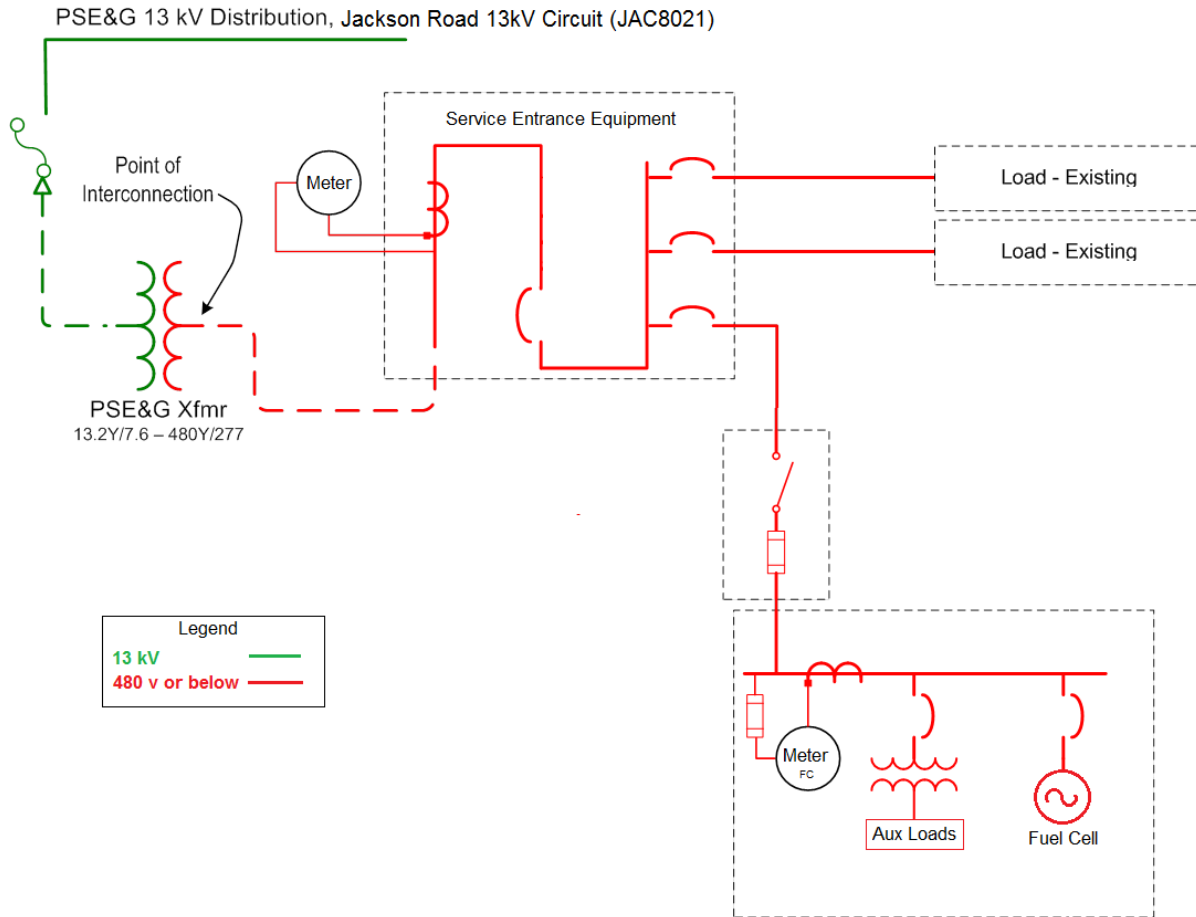 PSE&G 13 kV Distribution, Jackson Road 13kV Circuit (JAC8021)
Service Entrance Equipment
Point of
Interconnection
Meter
Load - Existing
Load - Existing
PSE&G Xfmr
13.2Y/7.6 – 480Y/277
Legend
13 kV
480 v or below
Meter
FC
Aux Loads
Fuel Cell